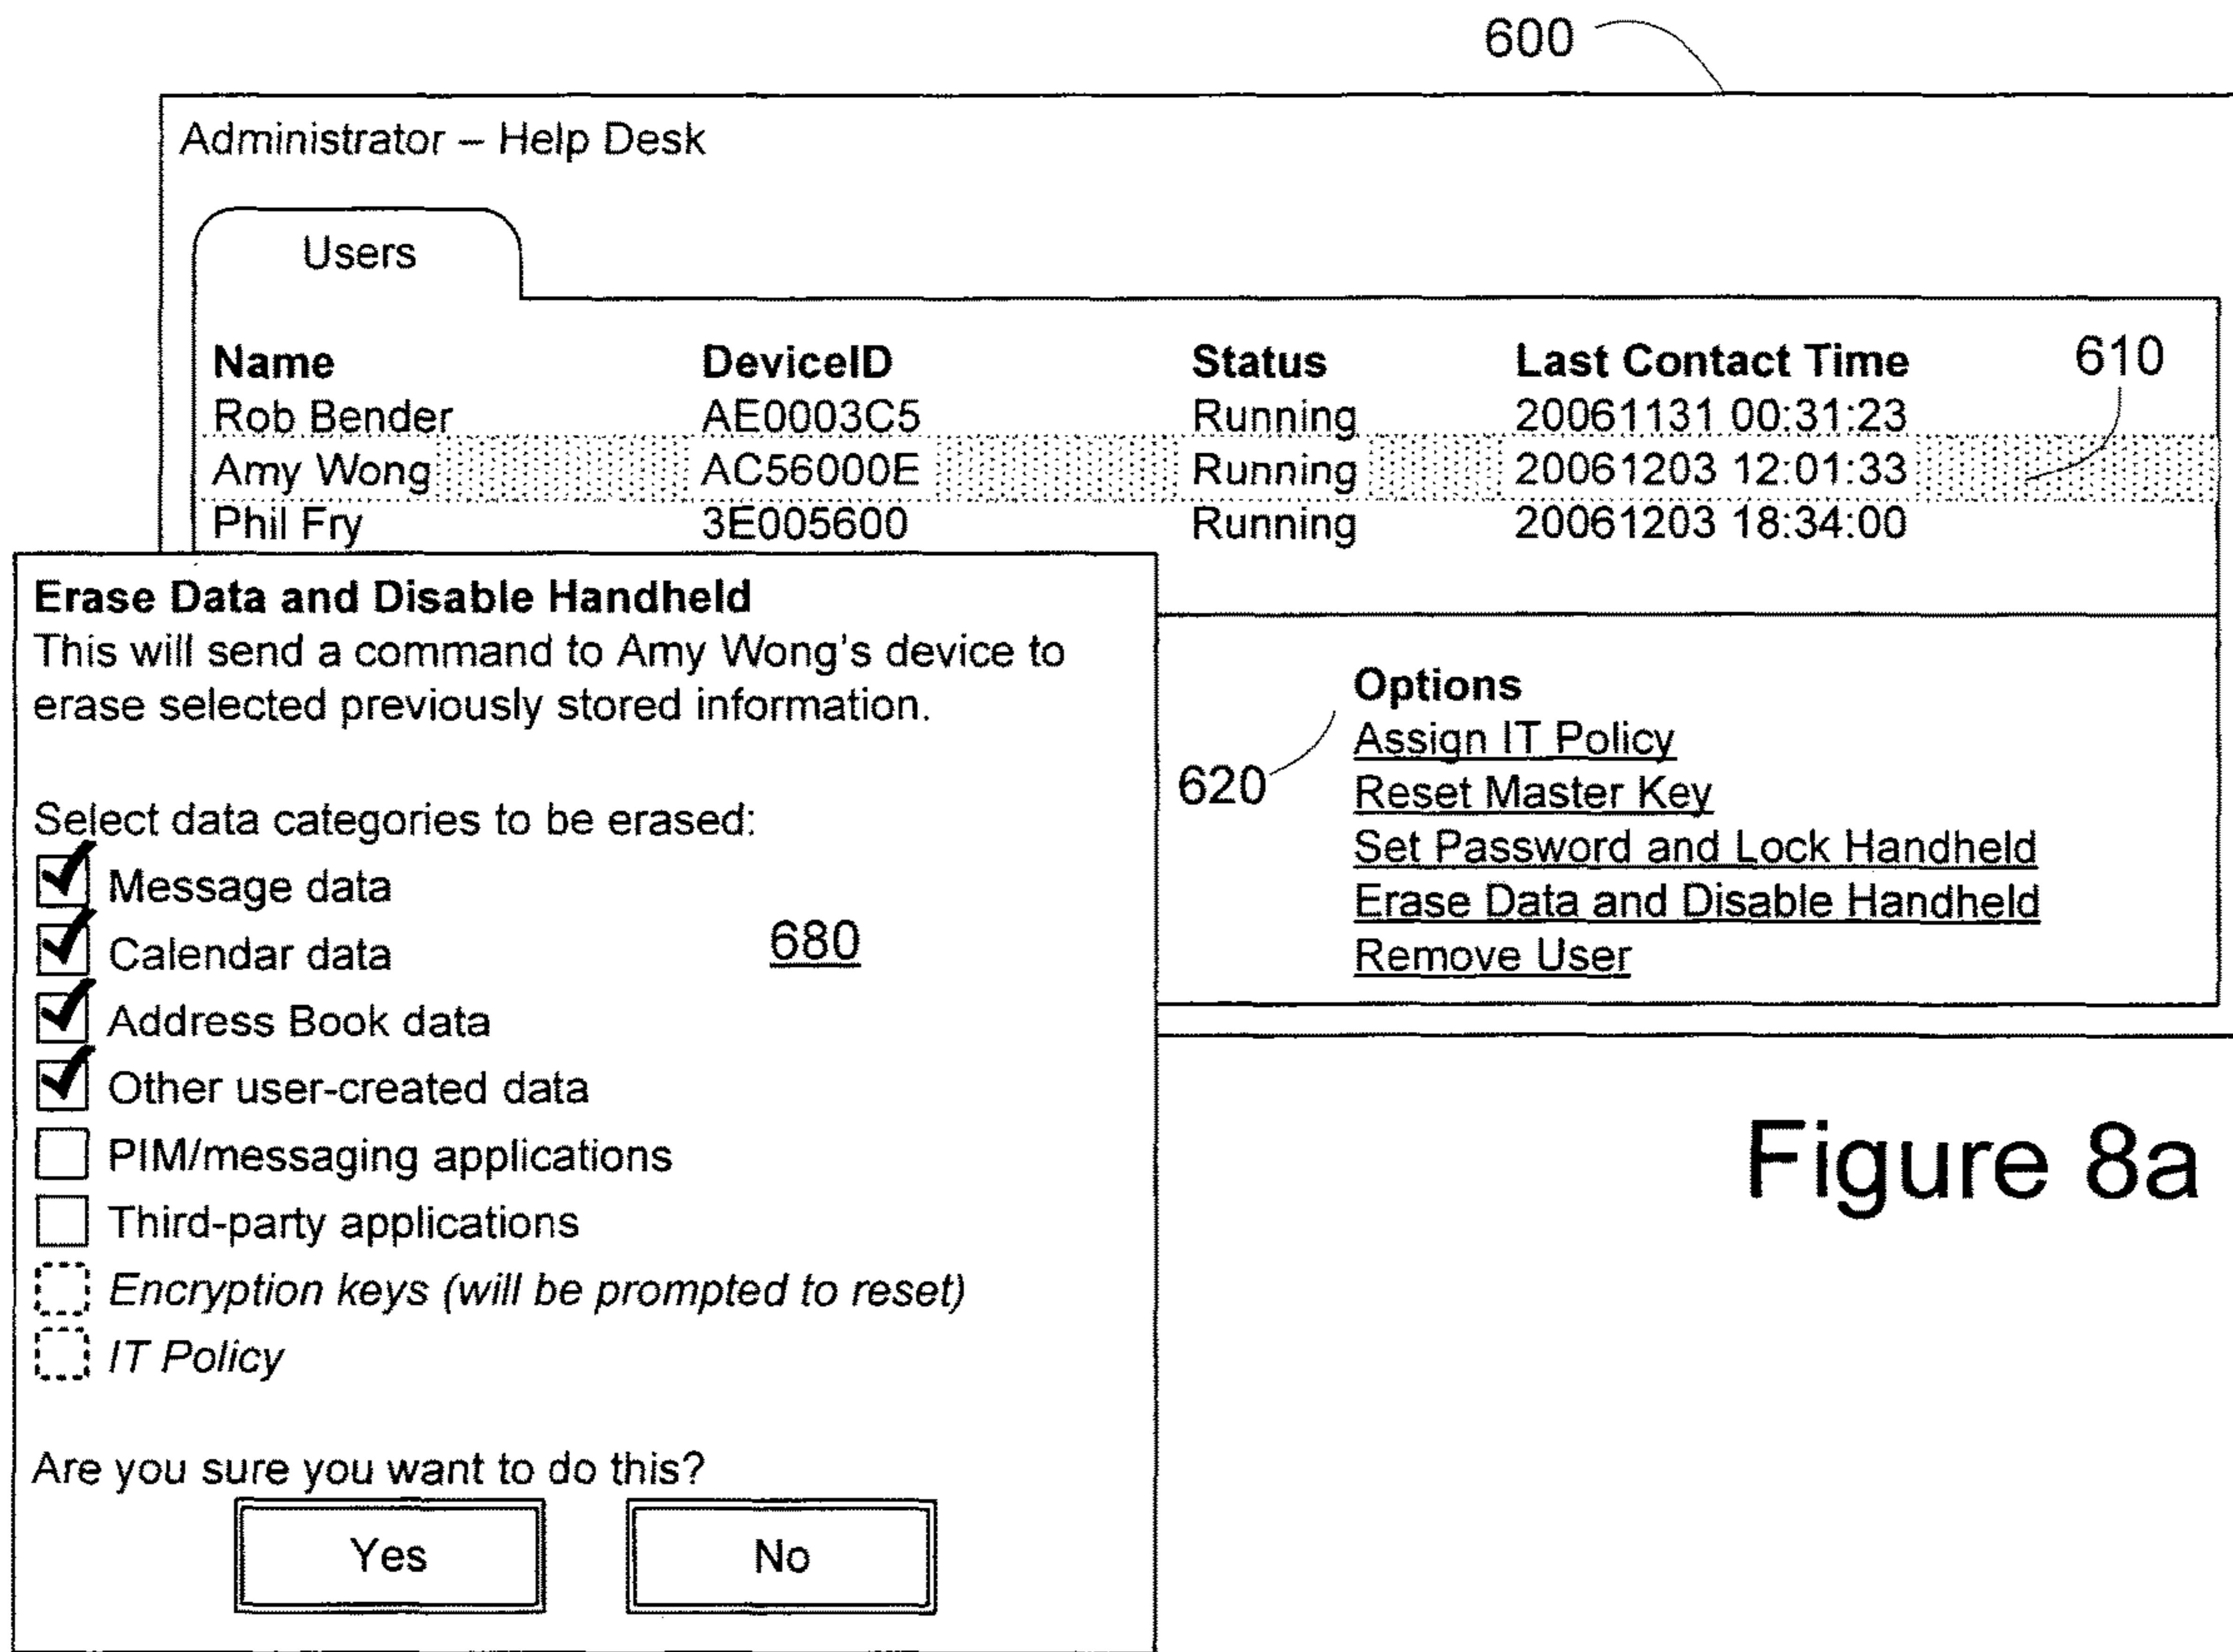 600
Administrator – Help Desk
Users
Name DeviceID Status Last Contact Time 610
Rob Bender AE0003C5 Running 20061131 00:31:23
Amy Wong AC56000E Running 20061203 12:01:33
Phil Fry 3E005600 Running 20061203 18:34:00
Erase Data and Disable Handheld
This will send a command to Amy Wong's device to
erase selected previously stored information.
Select data categories to be erased:
Message data
Calendar data
680
Address Book data
Other user-created data
PIM/messaging applications
Third-party applications
Encryption keys (will be prompted to reset)
IT Policy
Are you sure you want to do this?
Yes No
620
Options
Assign IT Policy
Reset Master Key
Set Password and Lock Handheld
Erase Data and Disable Handheld
Remove User
Figure 8a